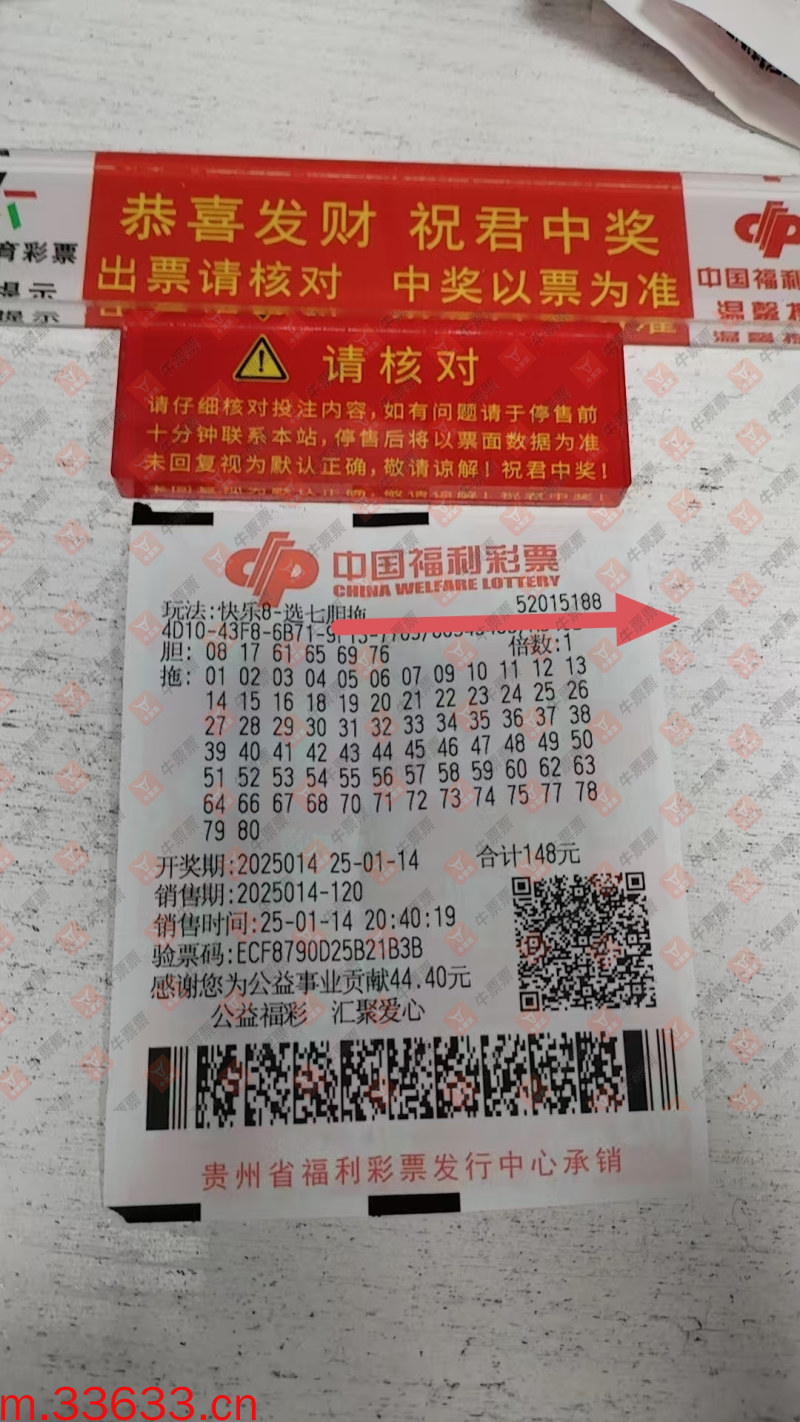 育彩票
提示
恭喜发财 祝君中奖
出票请核对 中奖以票为准
中国福利
温馨
请核对
请仔细核对投注内容,如有问题请于停售前
十分钟联系本站,停售后将以票面数据为准
未回复视为默认正确,敬请谅解!祝君中奖!
中国福利彩票
CHINA WELFARE LOTTERY
玩法:快乐8-选七胆拖 52015188
4D10-43F8-6B71-
胆: 08 17 61 65 69 76 倍数:1
拖: 01 02 03 04 05 06 07 09 10 11 12 13
14 15 16 18 19 20 21 22 23 24 25 26
27 28 29 30 31 32 33 34 35 36 37 38
39 40 41 42 43 44 45 46 47 48 49 50
51 52 53 54 55 56 57 58 59 60 62 63
64 66 67 68 70 71 72 73 74 75 77 78
79 80
开奖期:2025014 25-01-14 合计148元
销售期:2025014-120
销售时间:25-01-14 20:40:19
验票码:ECF8790D25B21B3B
感谢您为公益事业贡献44.40元
公益福彩 汇聚爱心
贵州省福利彩票发行中心承销
牛票票
m.33633.cn